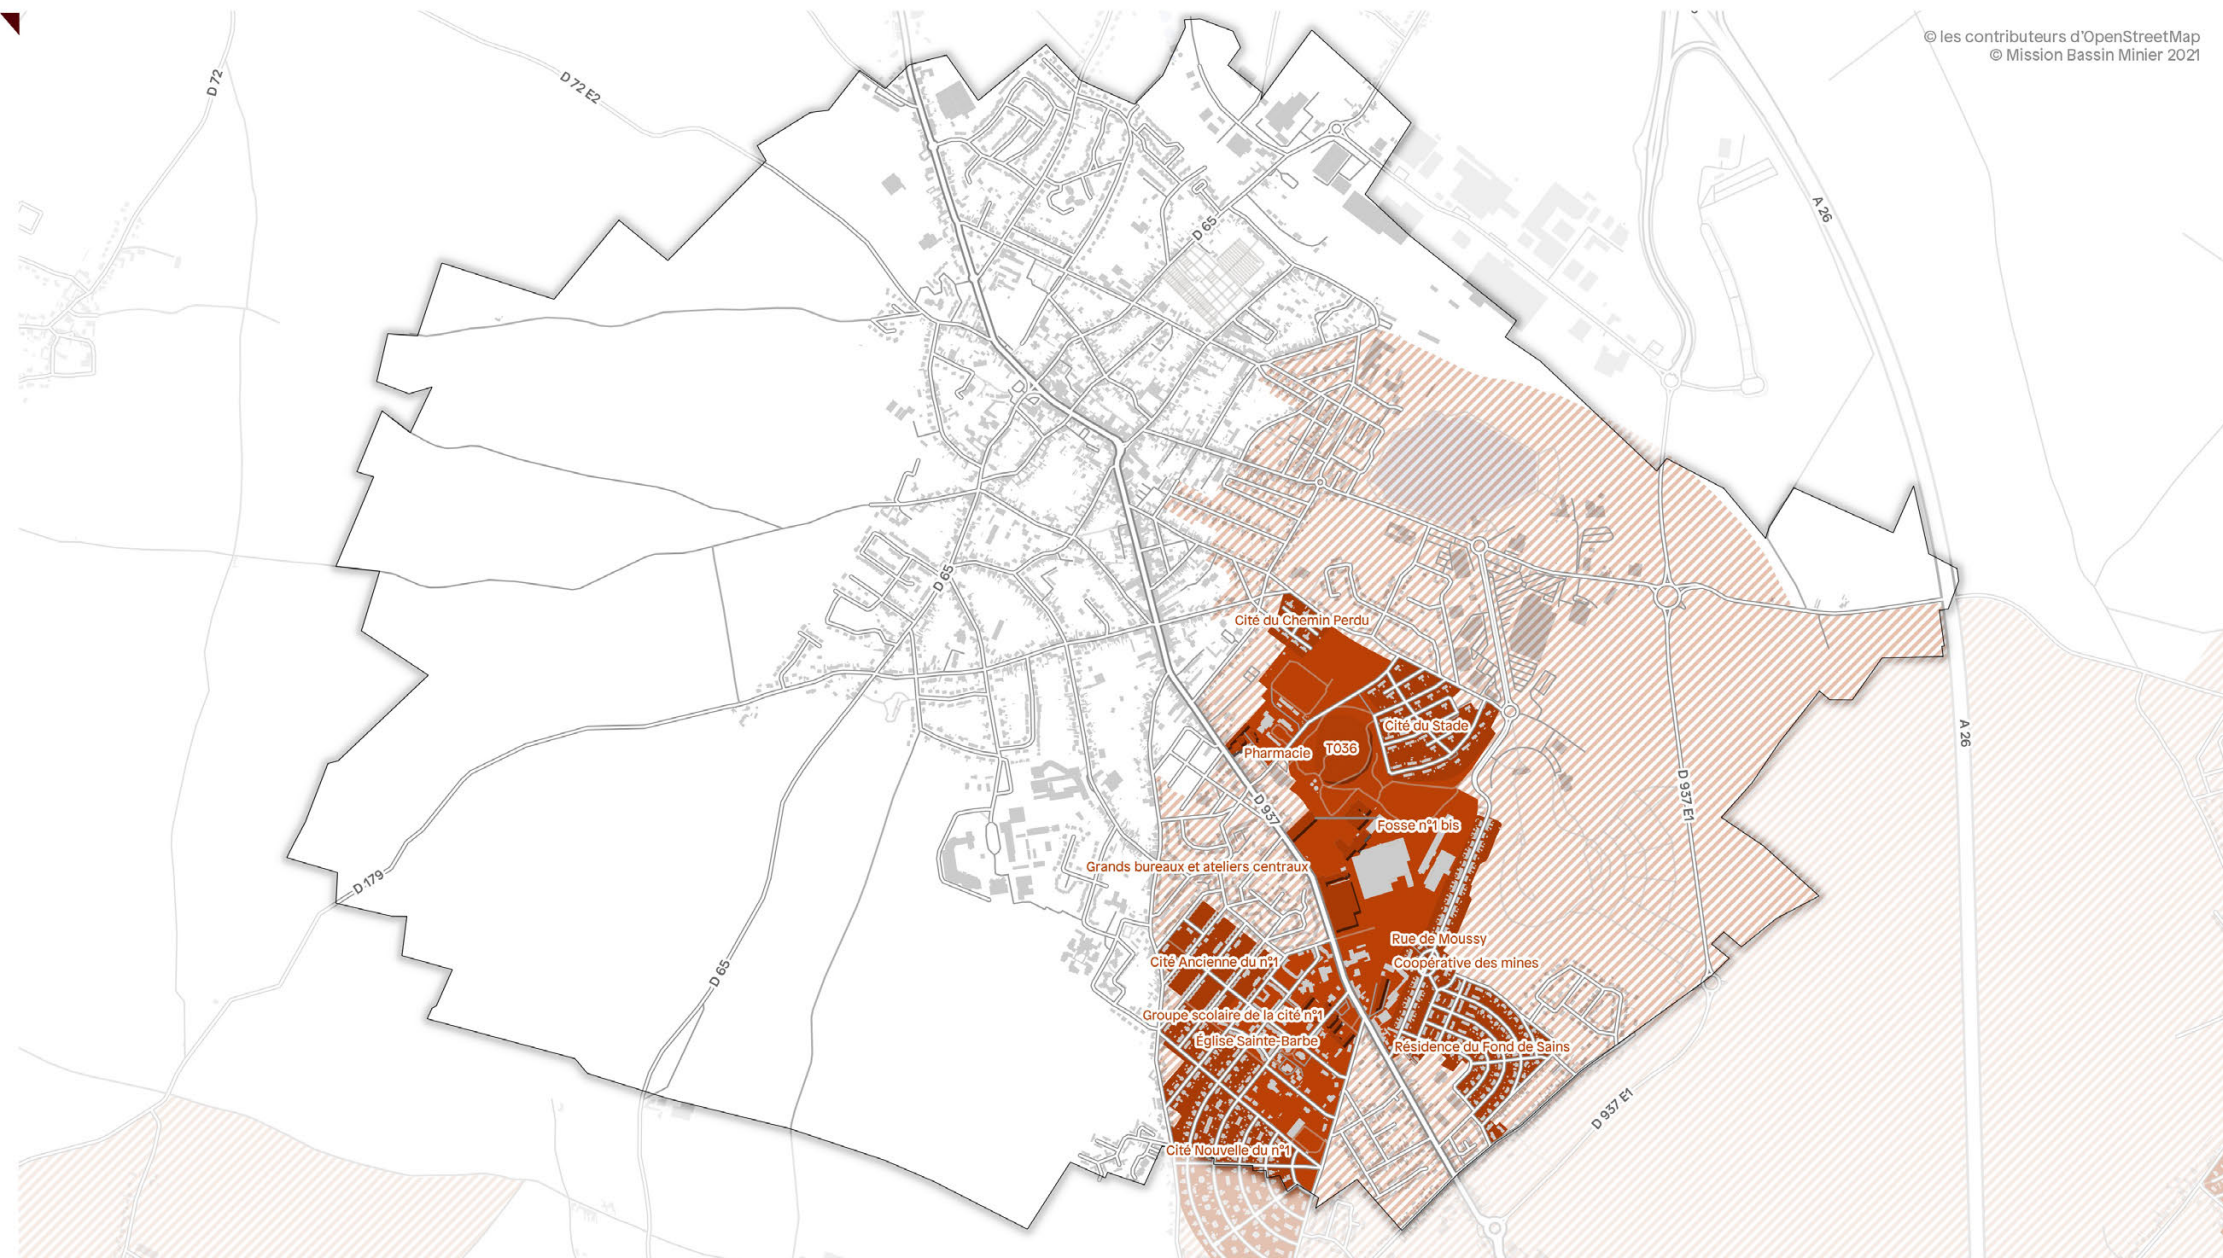 © les contributeurs d'OpenStreetMap
© Mission Bassin Minier 2021
D 72
D 72 E2
A 26
D 65
D 65
Cité du Chemin Perdu
Cité du Stade
Pharmacie
T036
A 26
D 937 E1
D 937
Fosse n°1 bis
Grands bureaux et ateliers centraux
D 179
Rue de Moussy
Cité Ancienne du n°1
Coopérative des mines
D 65
Groupe scolaire de la cité n°1
Église Sainte-Barbe
Résidence du Fond de Sains
D 937 E1
Cité Nouvelle du n°1